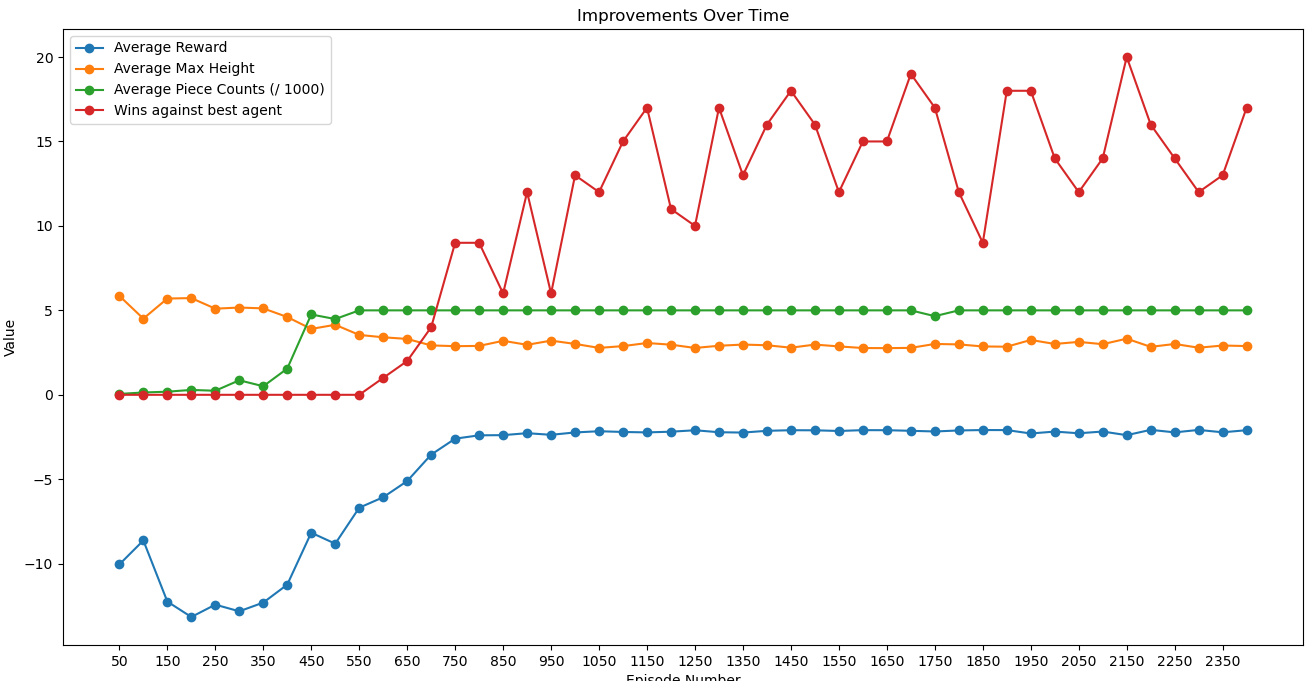 Improvements Over Time
Average Reward
Average Max Height
Average Piece Counts (/ 1000)
Wins against best agent
Value
20
15
10
5
0
−5
−10
50 150 250 350 450 550 650 750 850 950 1050 1150 1250 1350 1450 1550 1650 1750 1850 1950 2050 2150 2250 2350
Episode Number